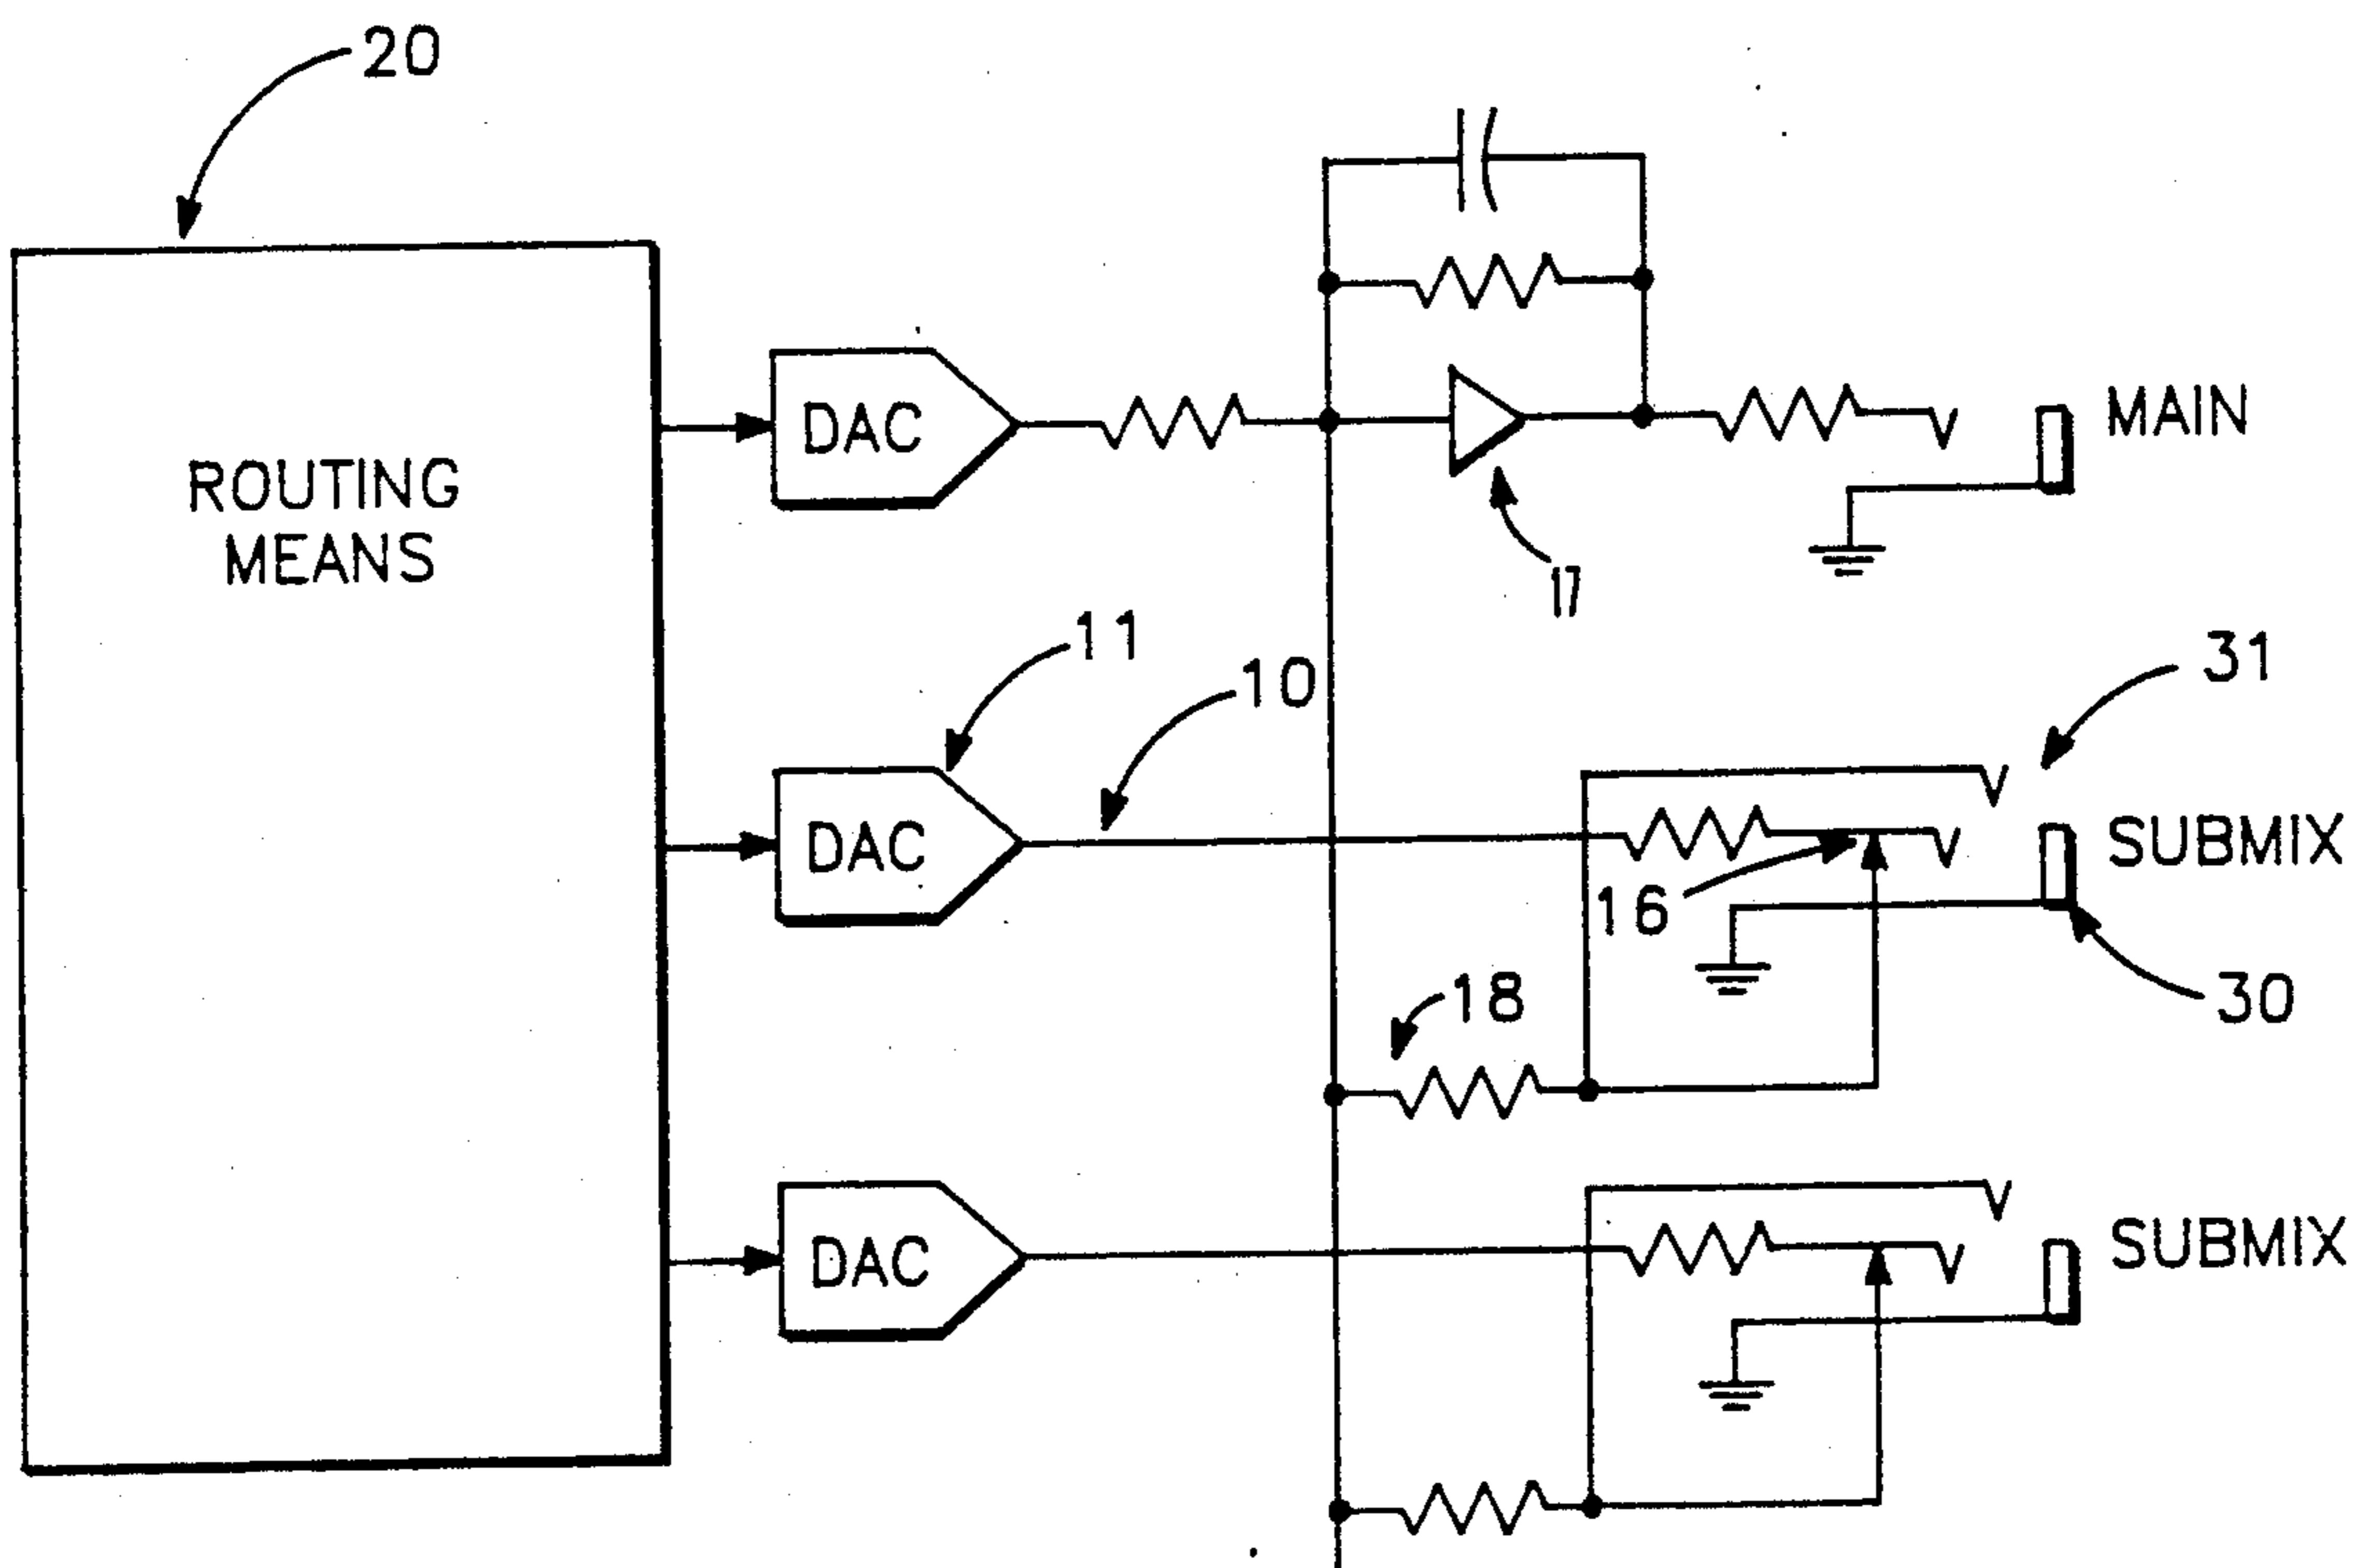 20
DAC
MAIN
ROUTING
MEANS
17
11
10
31
DAC
SUBMIX
16
18
30
DAC
SUBMIX